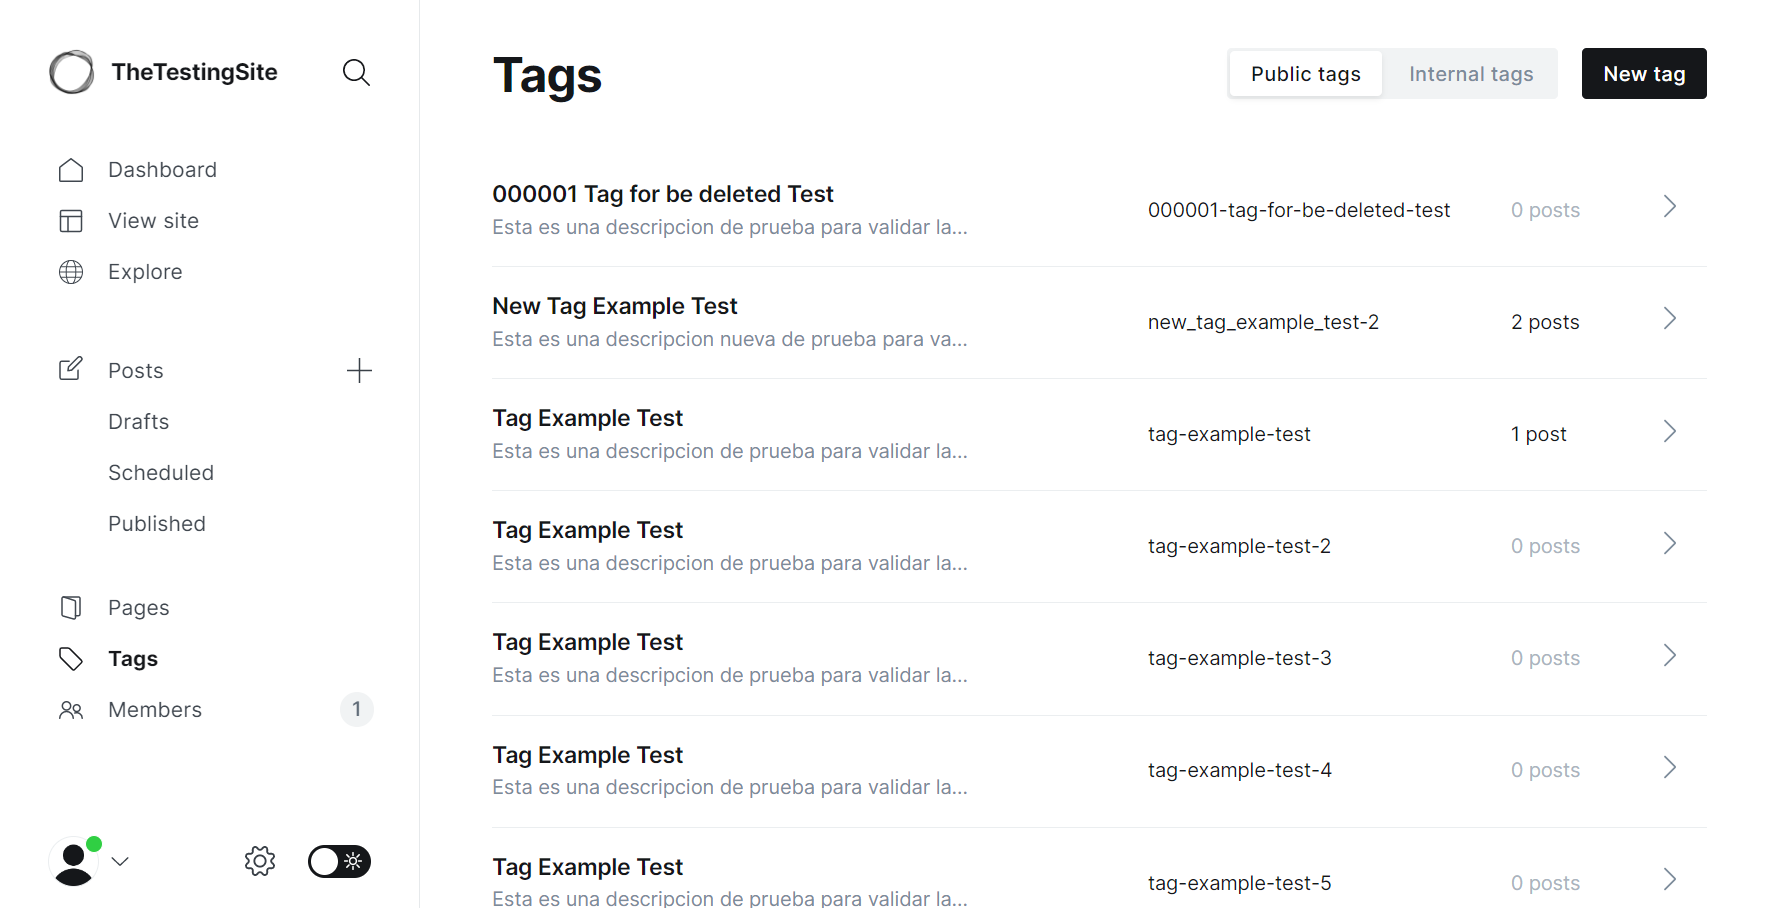 TheTestingSite
Dashboard
View site
Explore
Posts
Drafts
Scheduled
Published
Pages
Tags
Members 1
Tags
Public tags Internal tags New tag
000001 Tag for be deleted Test
Esta es una descripcion de prueba para validar la...
000001-tag-for-be-deleted-test 0 posts
New Tag Example Test
Esta es una descripcion nueva de prueba para va...
new_tag_example_test-2 2 posts
Tag Example Test
Esta es una descripcion de prueba para validar la...
tag-example-test 1 post
Tag Example Test
Esta es una descripcion de prueba para validar la...
tag-example-test-2 0 posts
Tag Example Test
Esta es una descripcion de prueba para validar la...
tag-example-test-3 0 posts
Tag Example Test
Esta es una descripcion de prueba para validar la...
tag-example-test-4 0 posts
Tag Example Test
Esta es una descripcion de prueba para validar la...
tag-example-test-5 0 posts